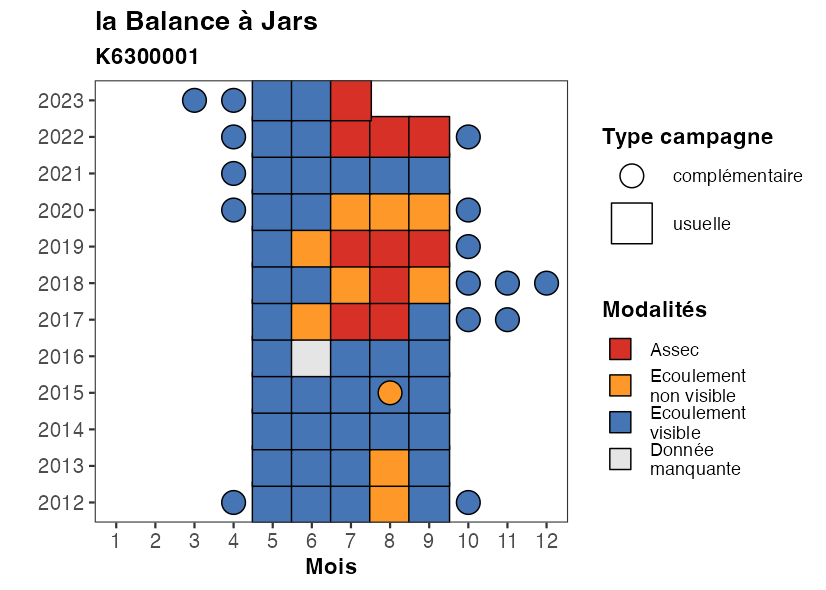 la Balance à Jars
K6300001
2023
2022
2021
2020
2019
2018
2017
2016
2015
2014
2013
2012
1 2 3 4 5 6 7 8 9 10 11 12
Mois
Type campagne
complémentaire
usuelle
Modalités
Assec
Ecoulement
non visible
Ecoulement
visible
Donnée
manquante